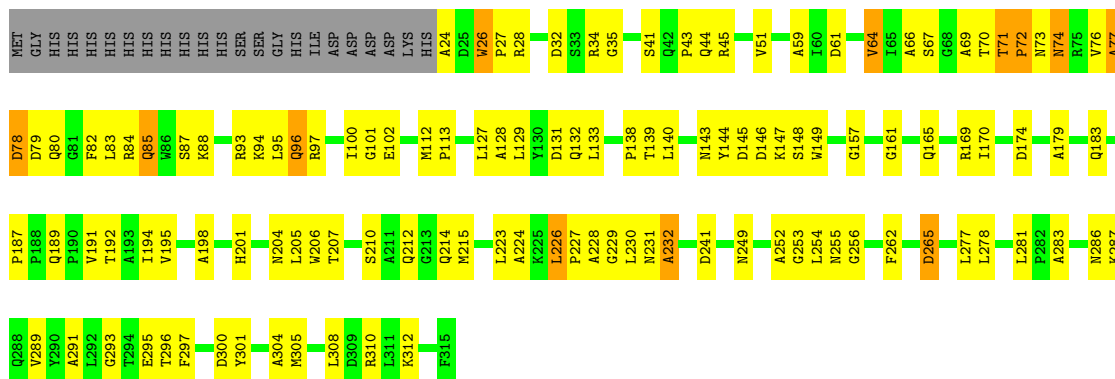 MET GLY HIS HIS HIS HIS HIS HIS HIS HIS HIS HIS SER SER GLY HIS ILE ASP ASP ASP ASP LYS HIS A24 D25 W26 P27 R28 D32 S33 R34 G35 S41 Q42 P43 Q44 R45 V51 A59 I60 D61 V64 I65 A66 S67 G68 A69 T70 T71 P72 N73 N74 R75 V76 A77
D78 D79 Q80 G81 F82 L83 R84 Q85 W86 S87 K88 R93 K94 L95 Q96 R97 I100 G101 E102 M112 P113 L127 A128 L129 Y130 D131 Q132 L133 P138 T139 L140 N143 Y144 D145 D146 K147 S148 W149 G157 G161 Q165 R169 I170 D174 A179 Q183
P187 P188 Q189 P190 V191 T192 A193 I194 V195 A198 H201 N204 L205 W206 T207 S210 A211 Q212 G213 Q214 M215 L223 A224 K225 L226 P227 A228 G229 L230 N231 A232 D241 N249 A252 G253 L254 N255 G256 F262 D265 L277 L278 L281 P282 A283 N286 K287
Q288 V289 Y290 A291 L292 G293 T294 E295 T296 F297 D300 Y301 A304 M305 L308 D309 R310 L311 K312 F315